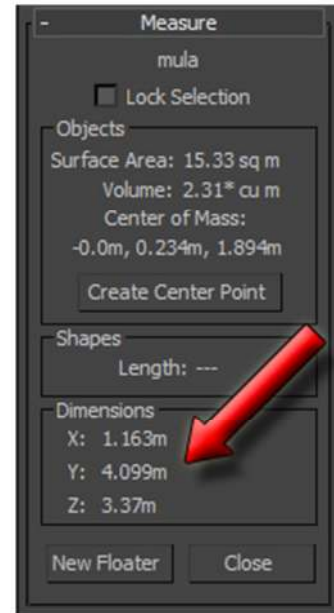 - Measure
mula
Lock Selection
Objects
Surface Area: 15.33 sq m
Volume: 2.31* cu m
Center of Mass:
-0.0m, 0.234m, 1.894m
Create Center Point
Shapes
Length: ---
Dimensions
X: 1.163m
Y: 4.099m
Z: 3.37m
New Floater Close